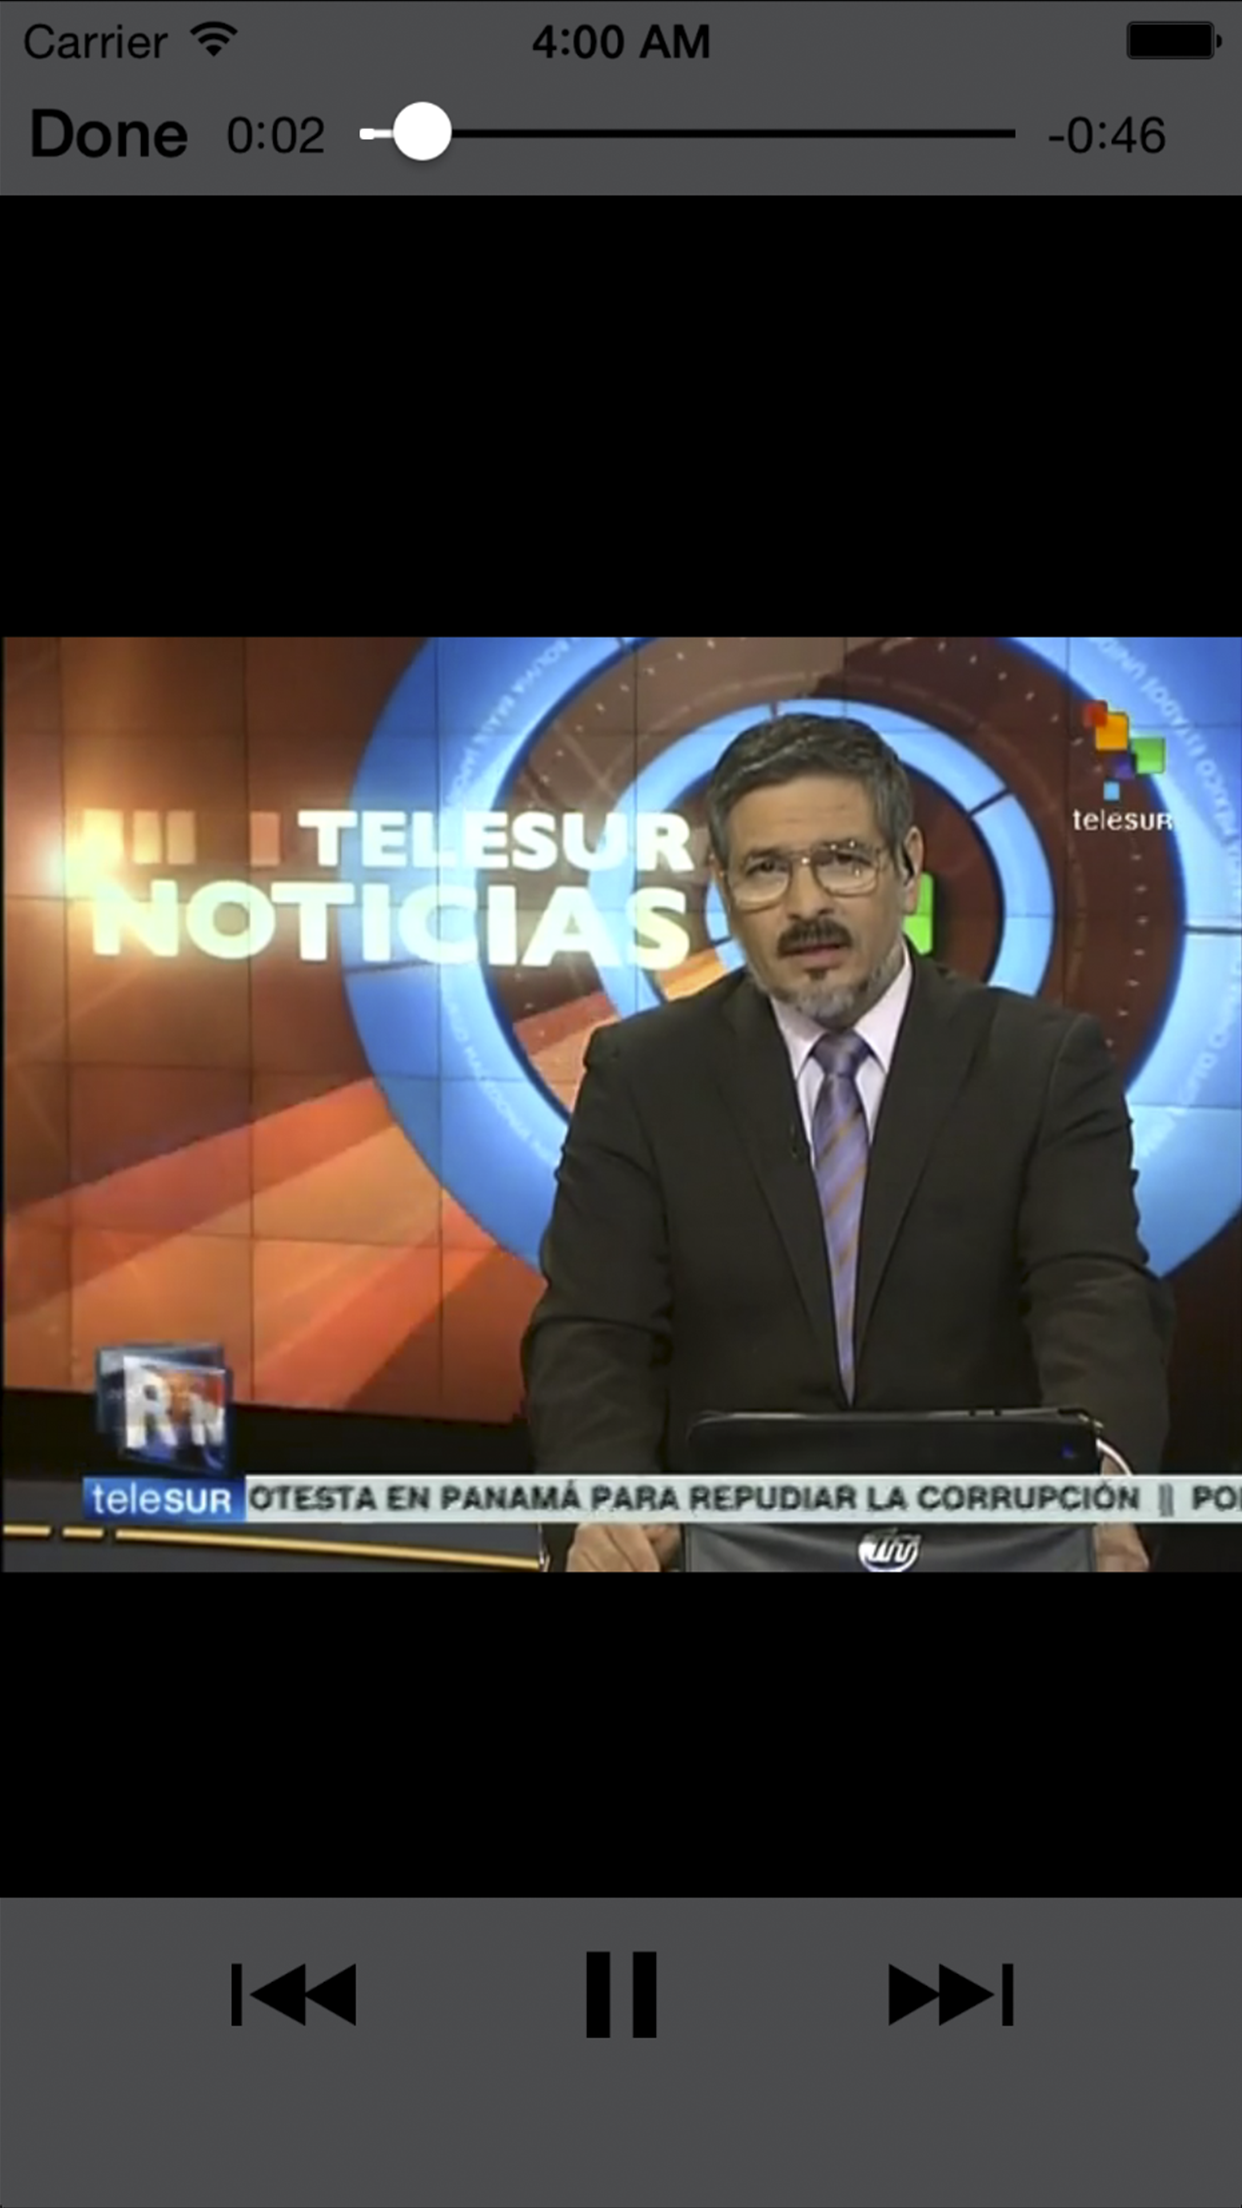 Carrier 4:00 AM
Done 0:02 -0:46
TELESUR
NOTICIAS
telesur
teleSUR OTESTA EN PANAMÁ PARA REPUDIAR LA CORRUPCIÓN || PO